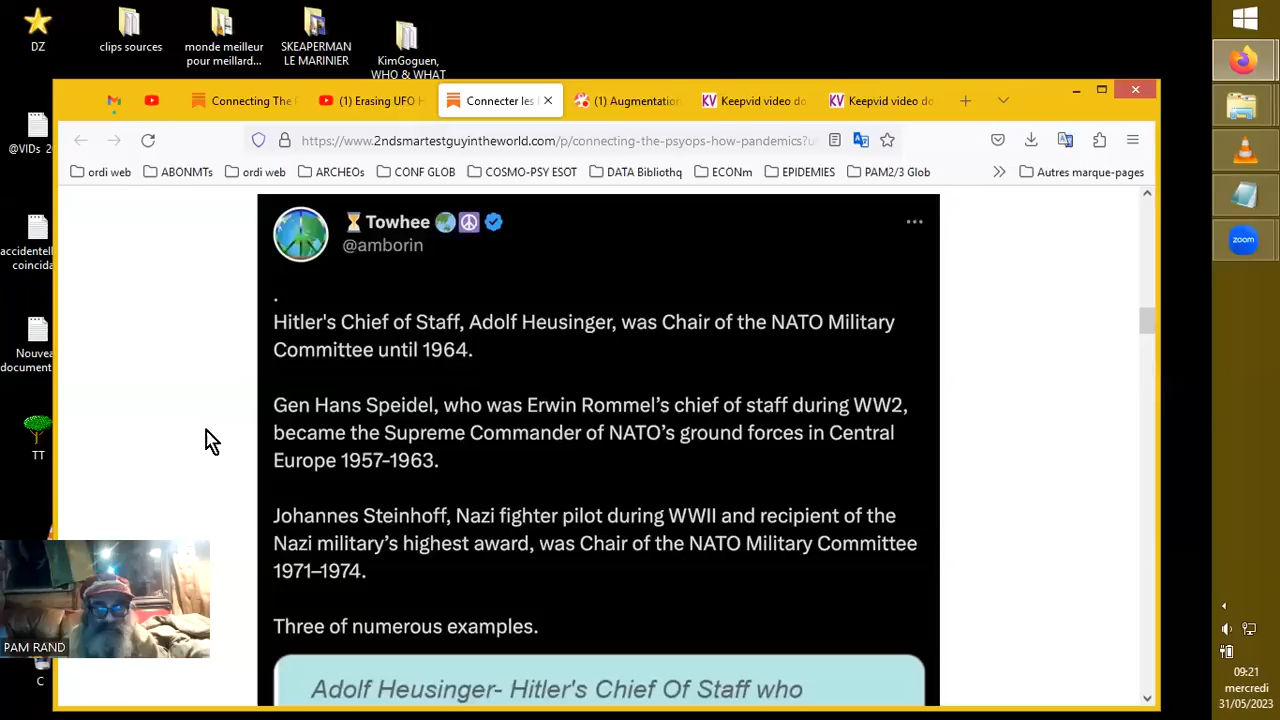 DZ
clips sources
monde meilleur
pour meillard...
SKEAPERMAN
LE MARINIER
KimGoguen,
WHO & WHAT
@VIDs
accidentell
coincida
Nouvea
document
TT
C
Connecting The
(1) Erasing UFO
Connecter les
(1) Augmentatio
Keepvid video do
Keepvid video do
https://www.2ndsmartestguyintheworld.com/p/connecting-the-psyops-how-pandemics?u
ordi web
ABONMTs
ordi web
ARCHEOs
CONF GLOB
COSMO-PSY ESOT
DATA Bibliothq
ECONm
EPIDEMIES
PAM2/3 Glob
Autres marque-pages
Towhee
@amborin
.
Hitler's Chief of Staff, Adolf Heusinger, was Chair of the NATO Military
Committee until 1964.
Gen Hans Speidel, who was Erwin Rommel's chief of staff during WW2,
became the Supreme Commander of NATO's ground forces in Central
Europe 1957-1963.
Johannes Steinhoff, Nazi fighter pilot during WWII and recipient of the
Nazi military's highest award, was Chair of the NATO Military Committee
1971–1974.
Three of numerous examples.
Adolf Heusinger- Hitler's Chief Of Staff who
PAM RAND
zoom
09:21
mercredi
31/05/2023